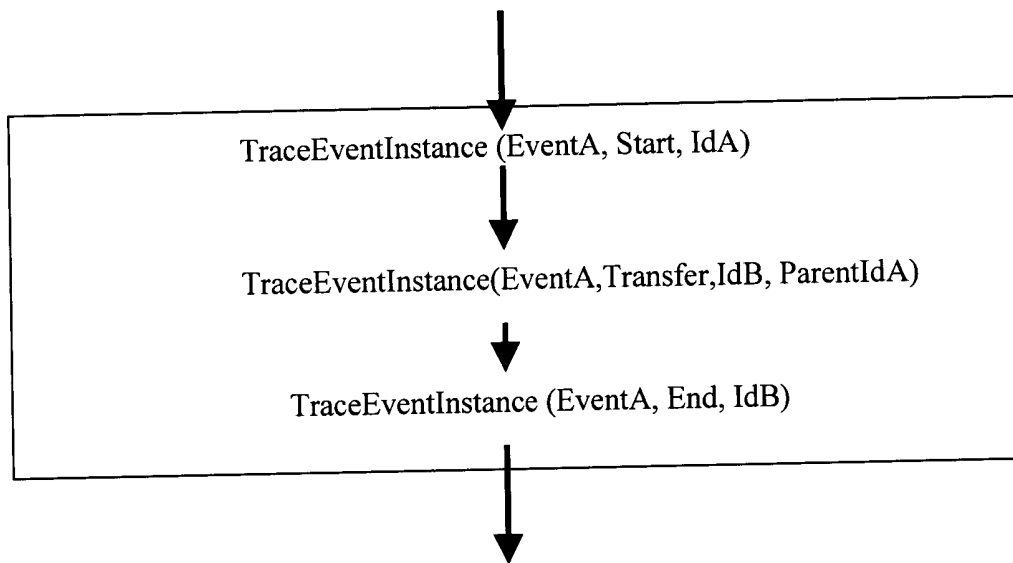 TraceEventInstance (EventA, Start, IdA)
TraceEventInstance(EventA,Transfer,IdB, ParentIdA)
TraceEventInstance (EventA, End, IdB)